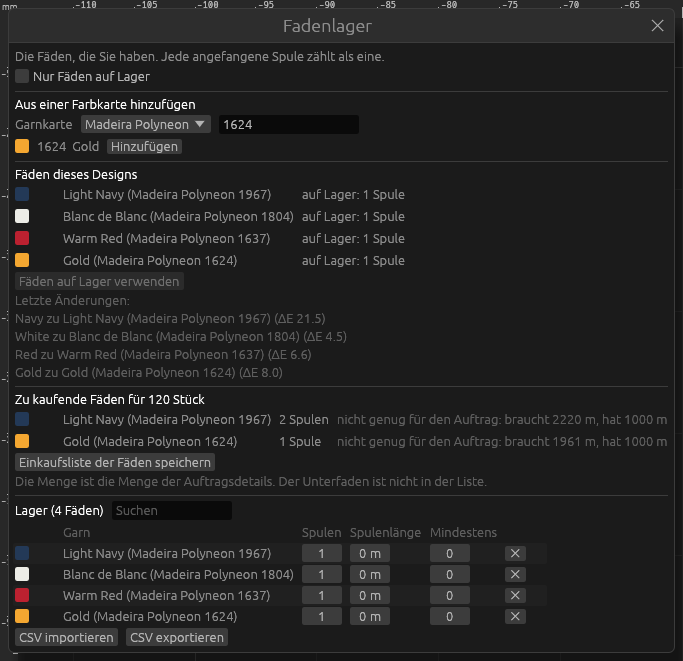 mm -110 -105 -100 -95 -90 -85 -80 -75 -70 -65
Fadenlager
Die Fäden, die Sie haben. Jede angefangene Spule zählt als eine.
Nur Fäden auf Lager
Aus einer Farbkarte hinzufügen
Garnkarte Madeira Polyneon 1624
1624 Gold Hinzufügen
Fäden dieses Designs
Light Navy (Madeira Polyneon 1967) auf Lager: 1 Spule
Blanc de Blanc (Madeira Polyneon 1804) auf Lager: 1 Spule
Warm Red (Madeira Polyneon 1637) auf Lager: 1 Spule
Gold (Madeira Polyneon 1624) auf Lager: 1 Spule
Fäden auf Lager verwenden
Letzte Änderungen:
Navy zu Light Navy (Madeira Polyneon 1967) (ΔE 21.5)
White zu Blanc de Blanc (Madeira Polyneon 1804) (ΔE 4.5)
Red zu Warm Red (Madeira Polyneon 1637) (ΔE 6.6)
Gold zu Gold (Madeira Polyneon 1624) (ΔE 8.0)
Zu kaufende Fäden für 120 Stück
Light Navy (Madeira Polyneon 1967) 2 Spulen nicht genug für den Auftrag: braucht 2220 m, hat 1000 m
Gold (Madeira Polyneon 1624) 1 Spule nicht genug für den Auftrag: braucht 1961 m, hat 1000 m
Einkaufsliste der Fäden speichern
Die Menge ist die Menge der Auftragsdetails. Der Unterfaden ist nicht in der Liste.
Lager (4 Fäden) Suchen
Garn Spulen Spulenlänge Mindestens
Light Navy (Madeira Polyneon 1967) 1 0 m 0
Blanc de Blanc (Madeira Polyneon 1804) 1 0 m 0
Warm Red (Madeira Polyneon 1637) 1 0 m 0
Gold (Madeira Polyneon 1624) 1 0 m 0
CSV importieren CSV exportieren